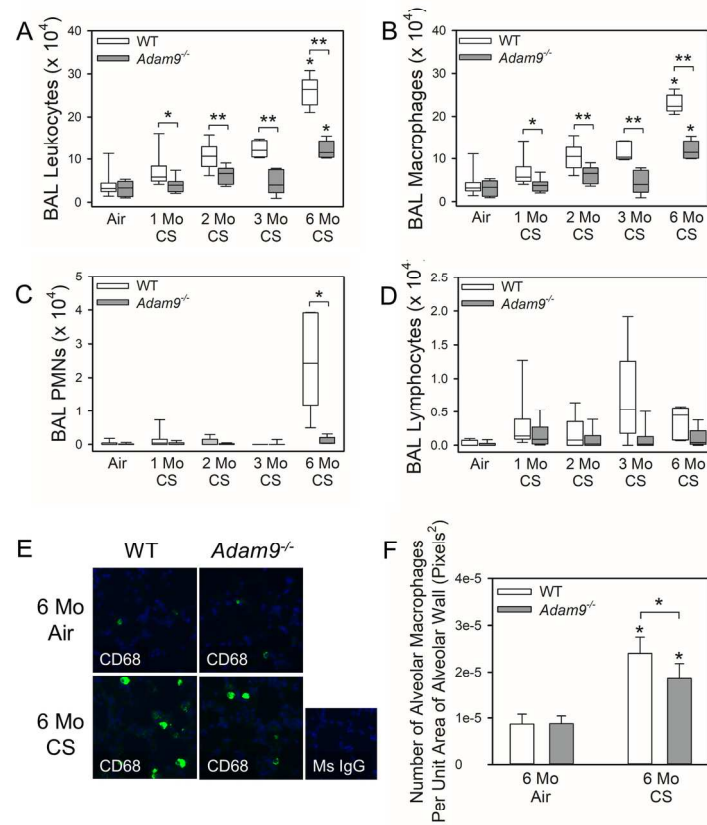 A
BAL Leukocytes (x 10⁴)
40
30
20
10
0
WT
Adam9-/-
*
**
**
**
*
*
Air
1 Mo CS
2 Mo CS
3 Mo CS
6 Mo CS
B
BAL Macrophages (x 10⁴)
40
30
20
10
0
WT
Adam9-/-
*
**
**
**
*
*
Air
1 Mo CS
2 Mo CS
3 Mo CS
6 Mo CS
C
BAL PMNs (x 10⁴)
5
4
3
2
1
0
WT
Adam9-/-
*
Air
1 Mo CS
2 Mo CS
3 Mo CS
6 Mo CS
D
BAL Lymphocytes (x 10⁴)
2.5
2.0
1.5
1.0
0.5
0.0
WT
Adam9-/-
Air
1 Mo CS
2 Mo CS
3 Mo CS
6 Mo CS
E
WT
Adam9-/-
6 Mo
Air
CD68
CD68
6 Mo
CS
CD68
CD68
Ms IgG
F
Number of Alveolar Macrophages
Per Unit Area of Alveolar Wall (Pixels²)
4e-5
3e-5
2e-5
1e-5
0
WT
Adam9-/-
*
*
*
6 Mo
Air
6 Mo
CS